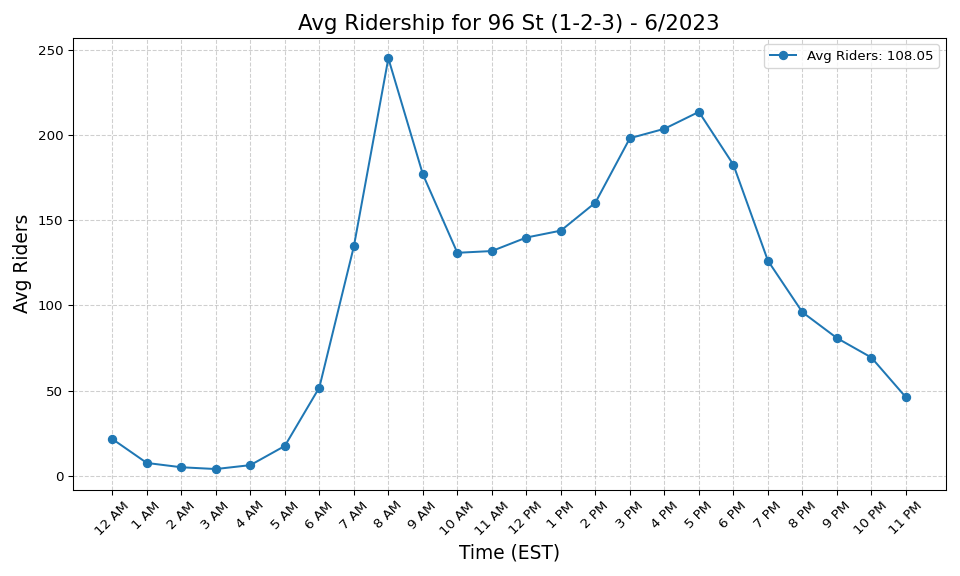 Avg Ridership for 96 St (1-2-3) - 6/2023
Avg Riders: 108.05
Avg Riders
250
200
150
100
50
0
12 AM
1 AM
2 AM
3 AM
4 AM
5 AM
6 AM
7 AM
8 AM
9 AM
10 AM
11 AM
12 PM
1 PM
2 PM
3 PM
4 PM
5 PM
6 PM
7 PM
8 PM
9 PM
10 PM
11 PM
Time (EST)